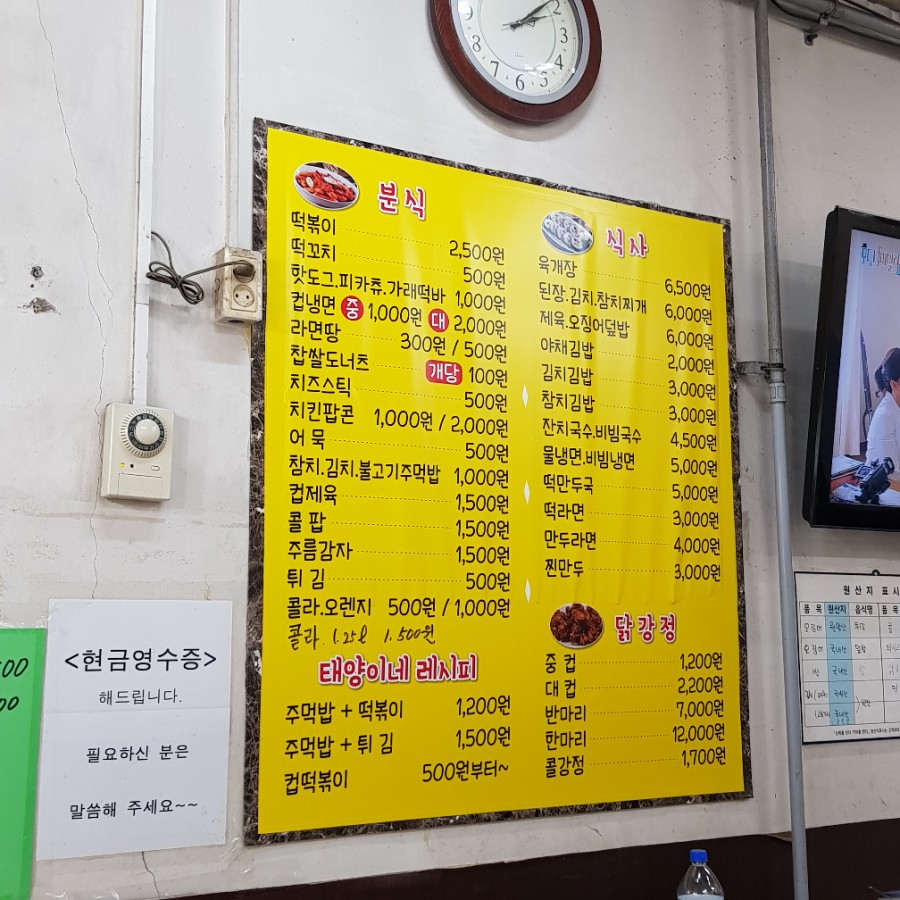 분식
떡볶이 2,500원
떡꼬치 500원
핫도그.피카츄.가래떡바 1,000원
컵냉면 중 1,000원 대 2,000원
라면땅 300원 / 500원
찹쌀도너츠 개당 100원
치즈스틱 500원
치킨팝콘 1,000원 / 2,000원
어묵 500원
참치.김치.불고기주먹밥 1,000원
컵제육 1,500원
콜팝 1,500원
주름감자 1,500원
튀김 500원
콜라.오렌지 500원 / 1,000원
콜라. 1.25ℓ 1,500원
태양이네 레시피
주먹밥 + 떡볶이 1,200원
주먹밥 + 튀김 1,500원
컵떡볶이 500원부터~
식사
육개장 6,500원
된장.김치.참치찌개 6,000원
제육.오징어덮밥 6,000원
야채김밥 2,000원
김치김밥 3,000원
참치김밥 3,000원
잔치국수.비빔국수 4,500원
물냉면.비빔냉면 5,000원
떡만두국 5,000원
떡라면 3,000원
만두라면 4,000원
찐만두 3,000원
닭강정
중컵 1,200원
대컵 2,200원
반마리 7,000원
한마리 12,000원
콜강정 1,700원
<현금영수증>
해드립니다.
필요하신 분은
말씀해 주세요~~
원산지 표시
품목 원산지 음식명 품목